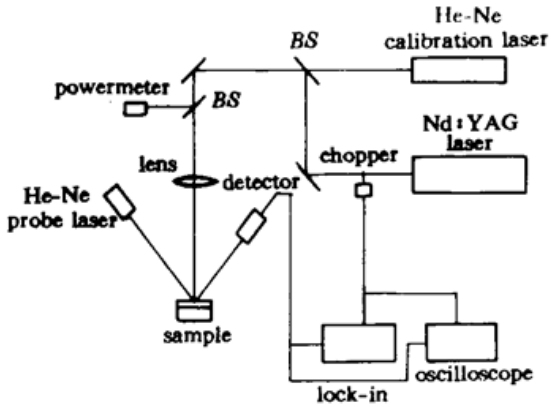 He-Ne
calibration laser
BS
powermeter
BS
Nd:YAG
laser
chopper
lens
detector
He-Ne
probe laser
sample
oscilloscope
lock-in